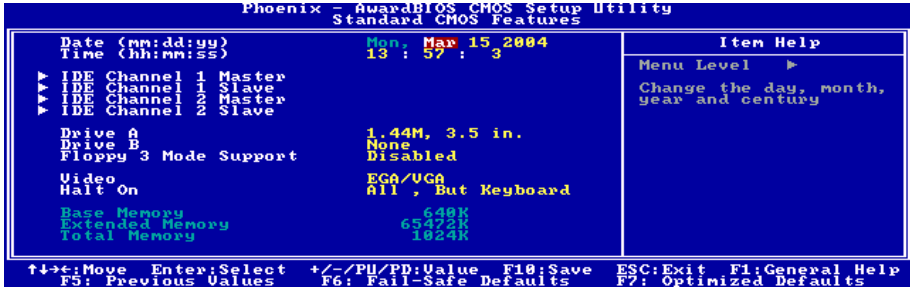 Phoenix - AwardBIOS CMOS Setup Utility
Standard CMOS Features
Date (mm:dd:yy) Mon, Mar 15 2004
Time (hh:mm:ss) 13 : 57 : 3
► IDE Channel 1 Master
► IDE Channel 1 Slave
► IDE Channel 2 Master
► IDE Channel 2 Slave
Drive A 1.44M, 3.5 in.
Drive B None
Floppy 3 Mode Support Disabled
Video EGA/VGA
Halt On All , But Keyboard
Base Memory 640K
Extended Memory 65472K
Total Memory 1024K
Item Help
Menu Level ►
Change the day, month,
year and century
↑↓→←:Move Enter:Select +/-/PU/PD:Value F10:Save ESC:Exit F1:General Help
F5: Previous Values F6: Fail-Safe Defaults F7: Optimized Defaults